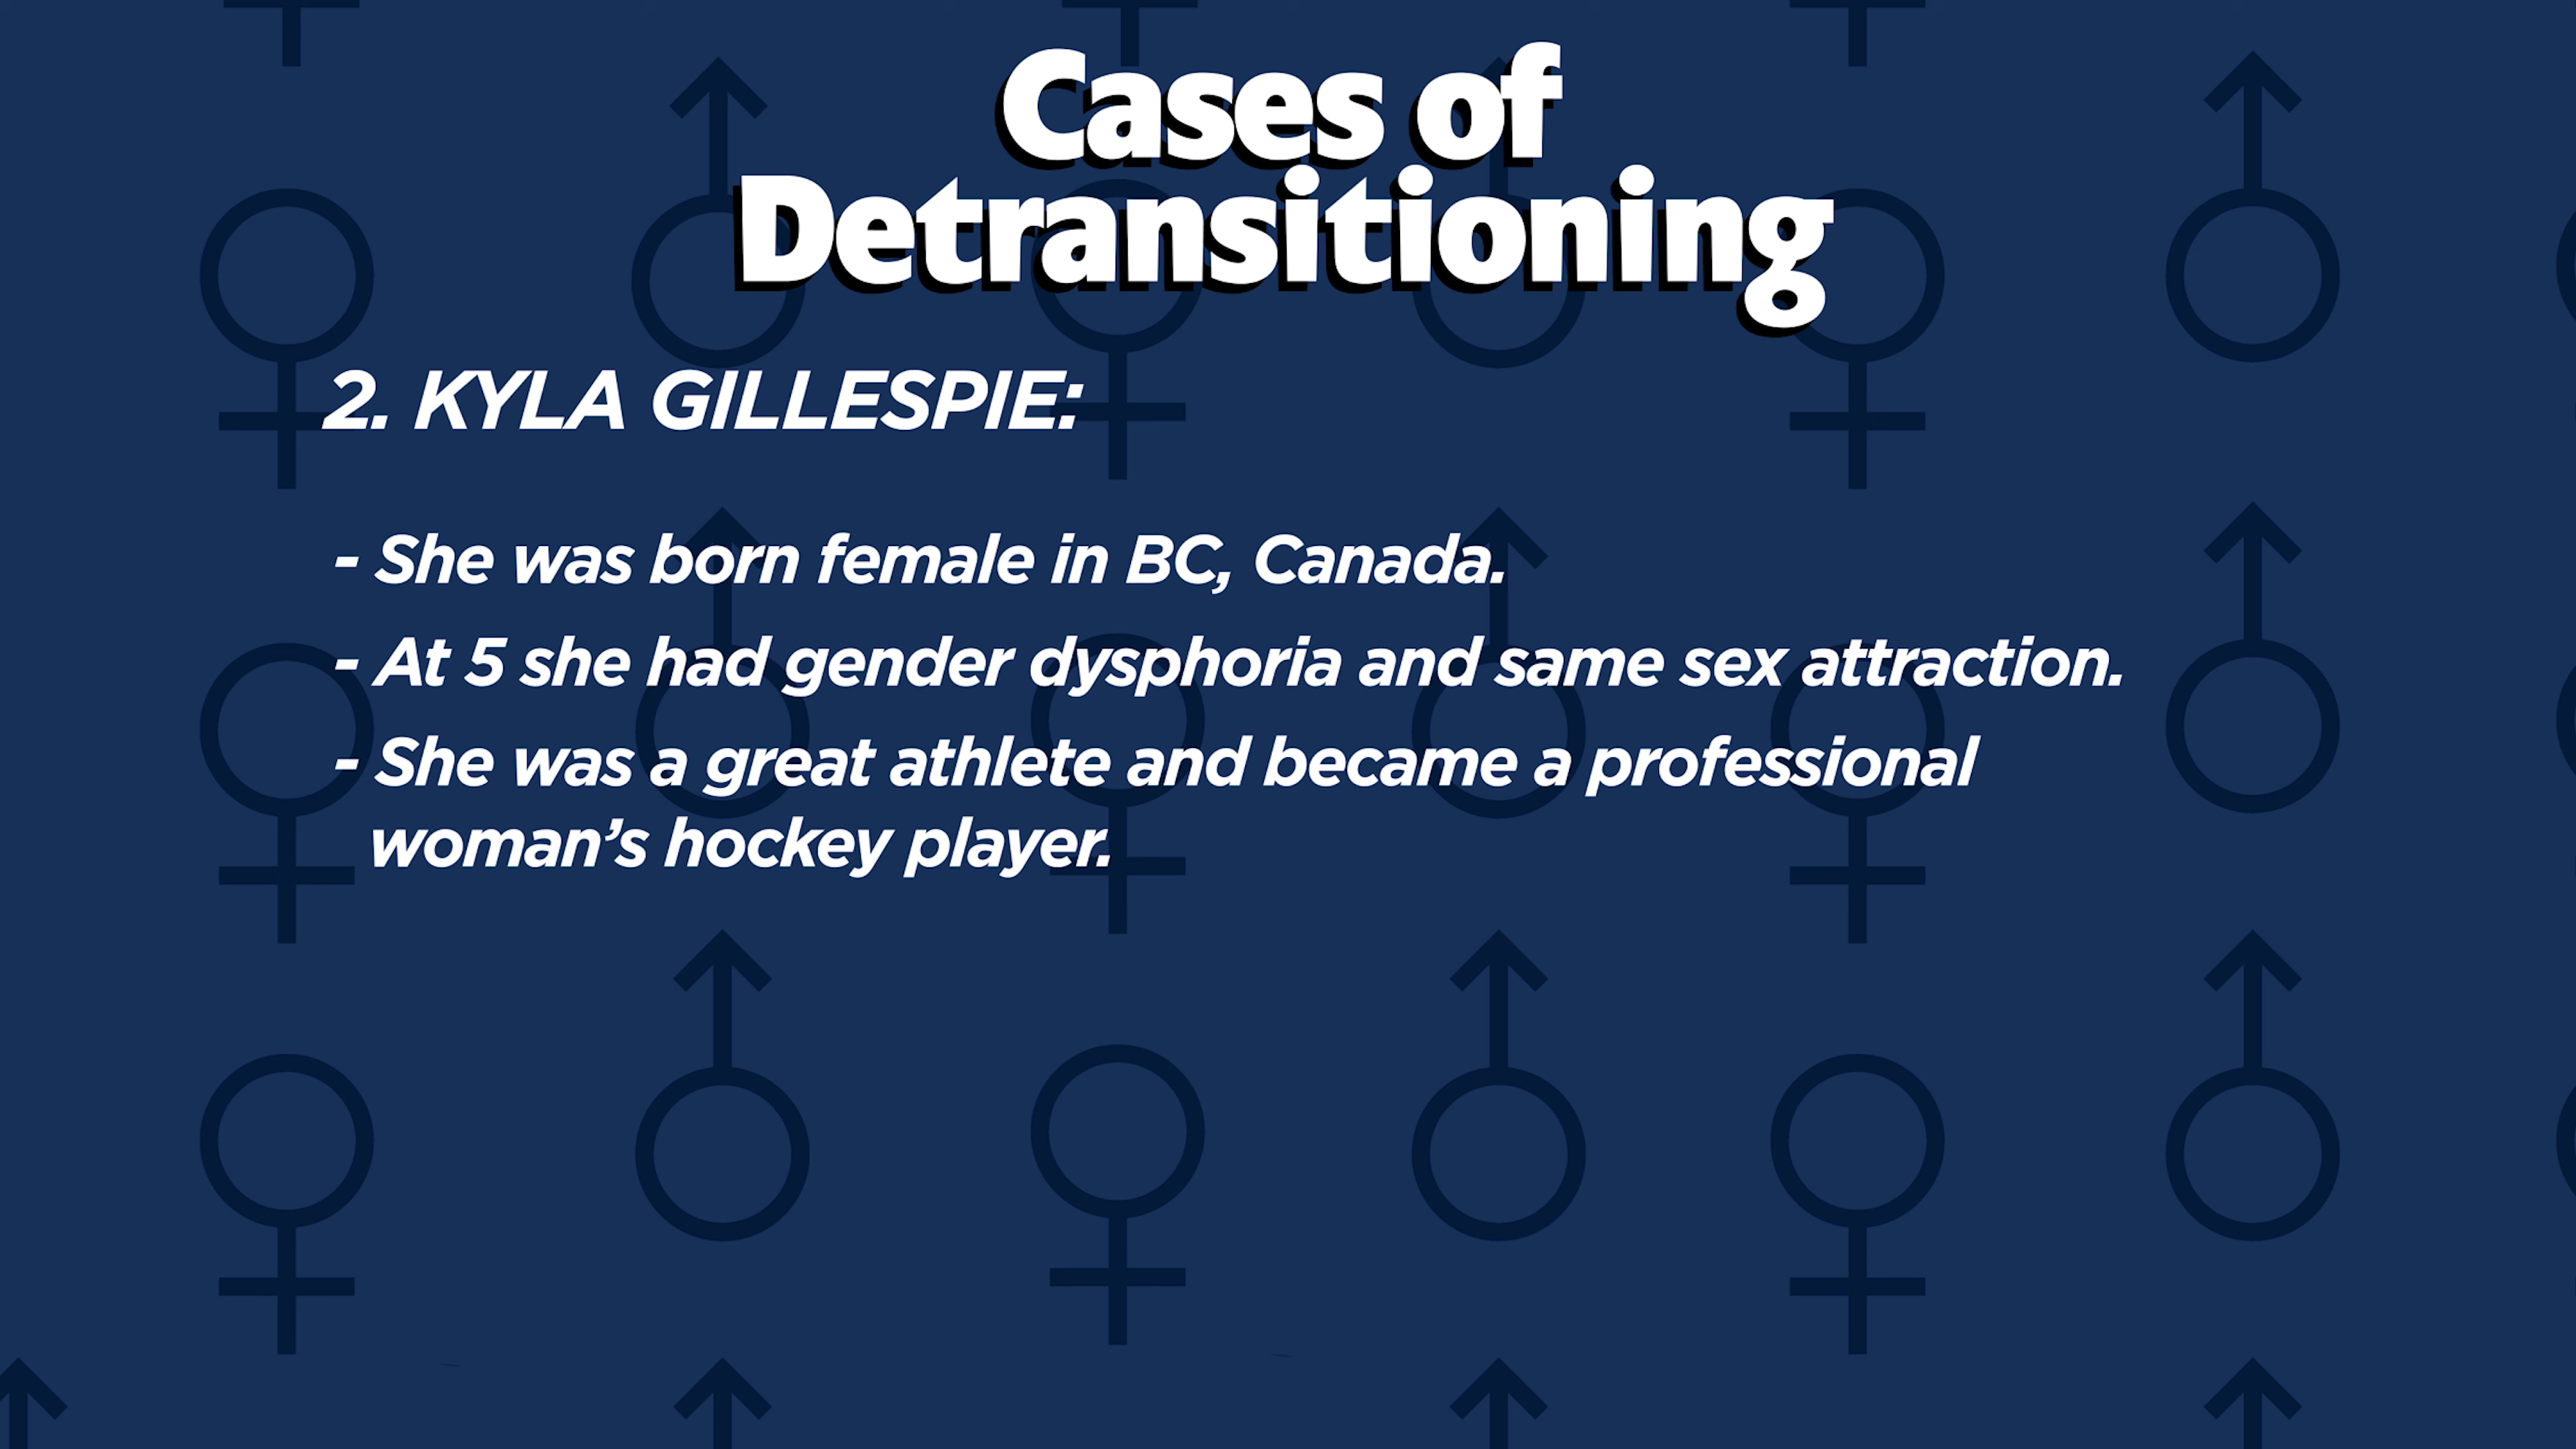 Cases of
Detransitioning
2. KYLA GILLESPIE:
- She was born female in BC, Canada.
- At 5 she had gender dysphoria and same sex attraction.
- She was a great athlete and became a professional
woman’s hockey player.